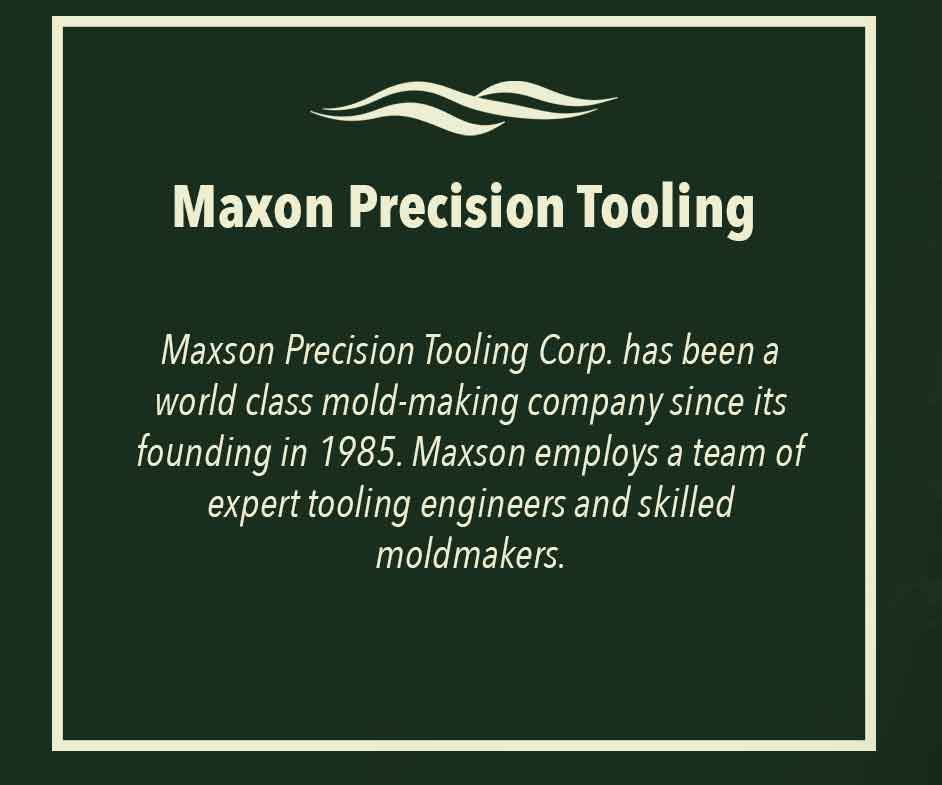 Maxon Precision Tooling
Maxson Precision Tooling Corp. has been a
world class mold-making company since its
founding in 1985. Maxson employs a team of
expert tooling engineers and skilled
moldmakers.